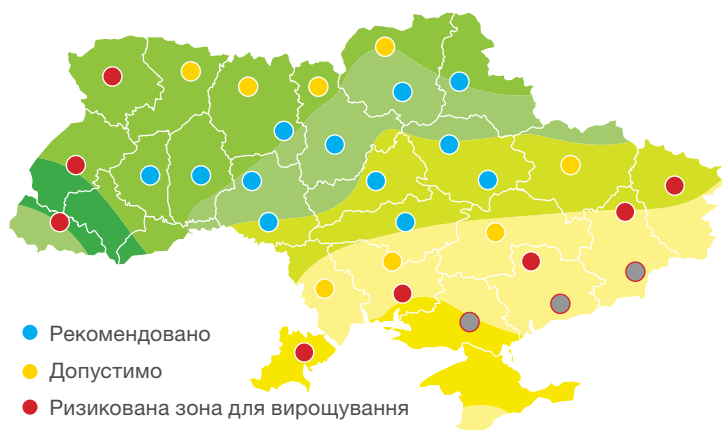 Рекомендовано
Допустимо
Ризикована зона для вирощування